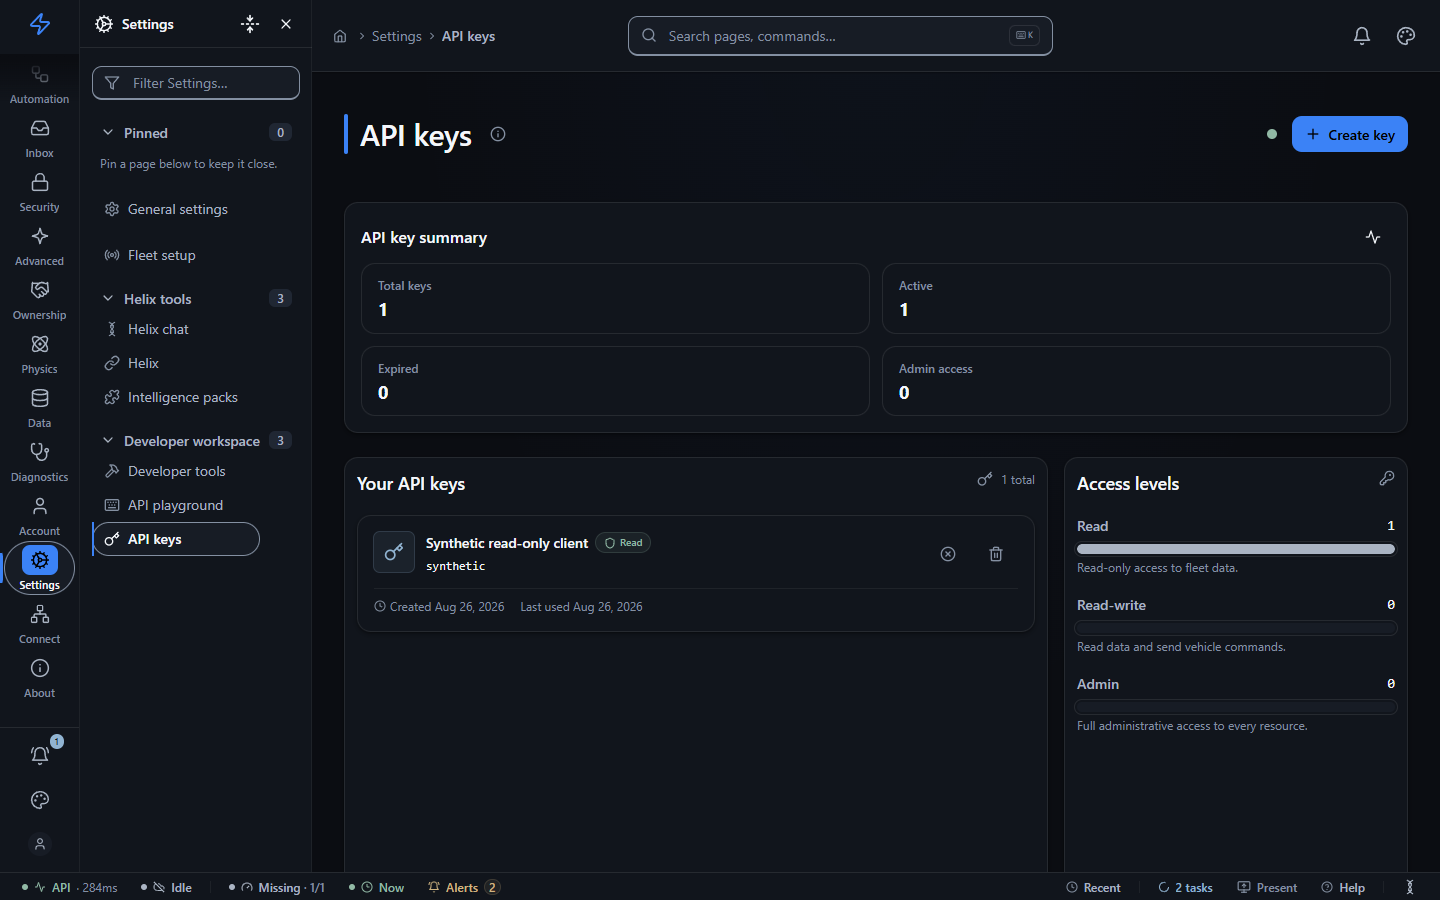 Automation
Inbox
Security
Advanced
Ownership
Physics
Data
Diagnostics
Account
Settings
Connect
About
1
Settings
Filter Settings...
Pinned 0
Pin a page below to keep it close.
General settings
Fleet setup
Helix tools 3
Helix chat
Helix
Intelligence packs
Developer workspace 3
Developer tools
API playground
API keys
Settings API keys
Search pages, commands... K
API keys
Create key
API key summary
Total keys
1
Active
1
Expired
0
Admin access
0
Your API keys 1 total
Synthetic read-only client Read
synthetic
Created Aug 26, 2026 Last used Aug 26, 2026
Access levels
Read 1
Read-only access to fleet data.
Read-write 0
Read data and send vehicle commands.
Admin 0
Full administrative access to every resource.
API · 284ms Idle Missing · 1/1 Now Alerts 2 Recent 2 tasks Present Help